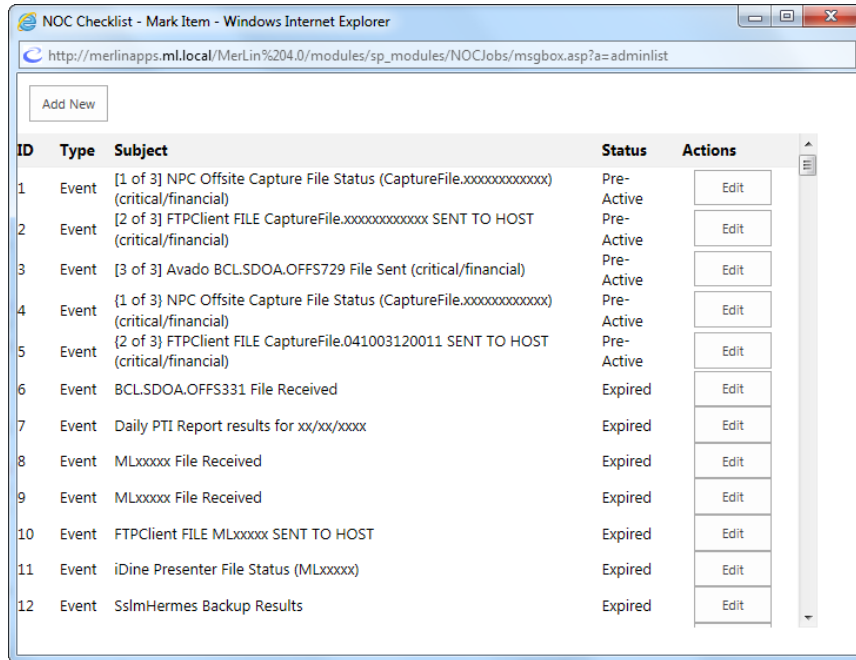 NOC Checklist - Mark Item - Windows Internet Explorer
http://merlinapps.ml.local/MerLin%204.0/modules/sp_modules/NOCJobs/msgbox.asp?a=adminlist
Add New
ID Type Subject Status Actions
1 Event [1 of 3] NPC Offsite Capture File Status (CaptureFile.xxxxxxxxxxxx) Pre- Edit
(critical/financial) Active
2 Event [2 of 3] FTPClient FILE CaptureFile.xxxxxxxxxxxx SENT TO HOST Pre- Edit
(critical/financial) Active
3 Event [3 of 3] Avado BCL.SDOA.OFFS729 File Sent (critical/financial) Pre- Edit
Active
4 Event {1 of 3} NPC Offsite Capture File Status (CaptureFile.xxxxxxxxxxxx) Pre- Edit
(critical/financial) Active
5 Event {2 of 3} FTPClient FILE CaptureFile.041003120011 SENT TO HOST Pre- Edit
(critical/financial) Active
6 Event BCL.SDOA.OFFS331 File Received Expired Edit
7 Event Daily PTI Report results for xx/xx/xxxx Expired Edit
8 Event MLxxxxx File Received Expired Edit
9 Event MLxxxxx File Received Expired Edit
10 Event FTPClient FILE MLxxxxx SENT TO HOST Expired Edit
11 Event iDine Presenter File Status (MLxxxxx) Expired Edit
12 Event SslmHermes Backup Results Expired Edit